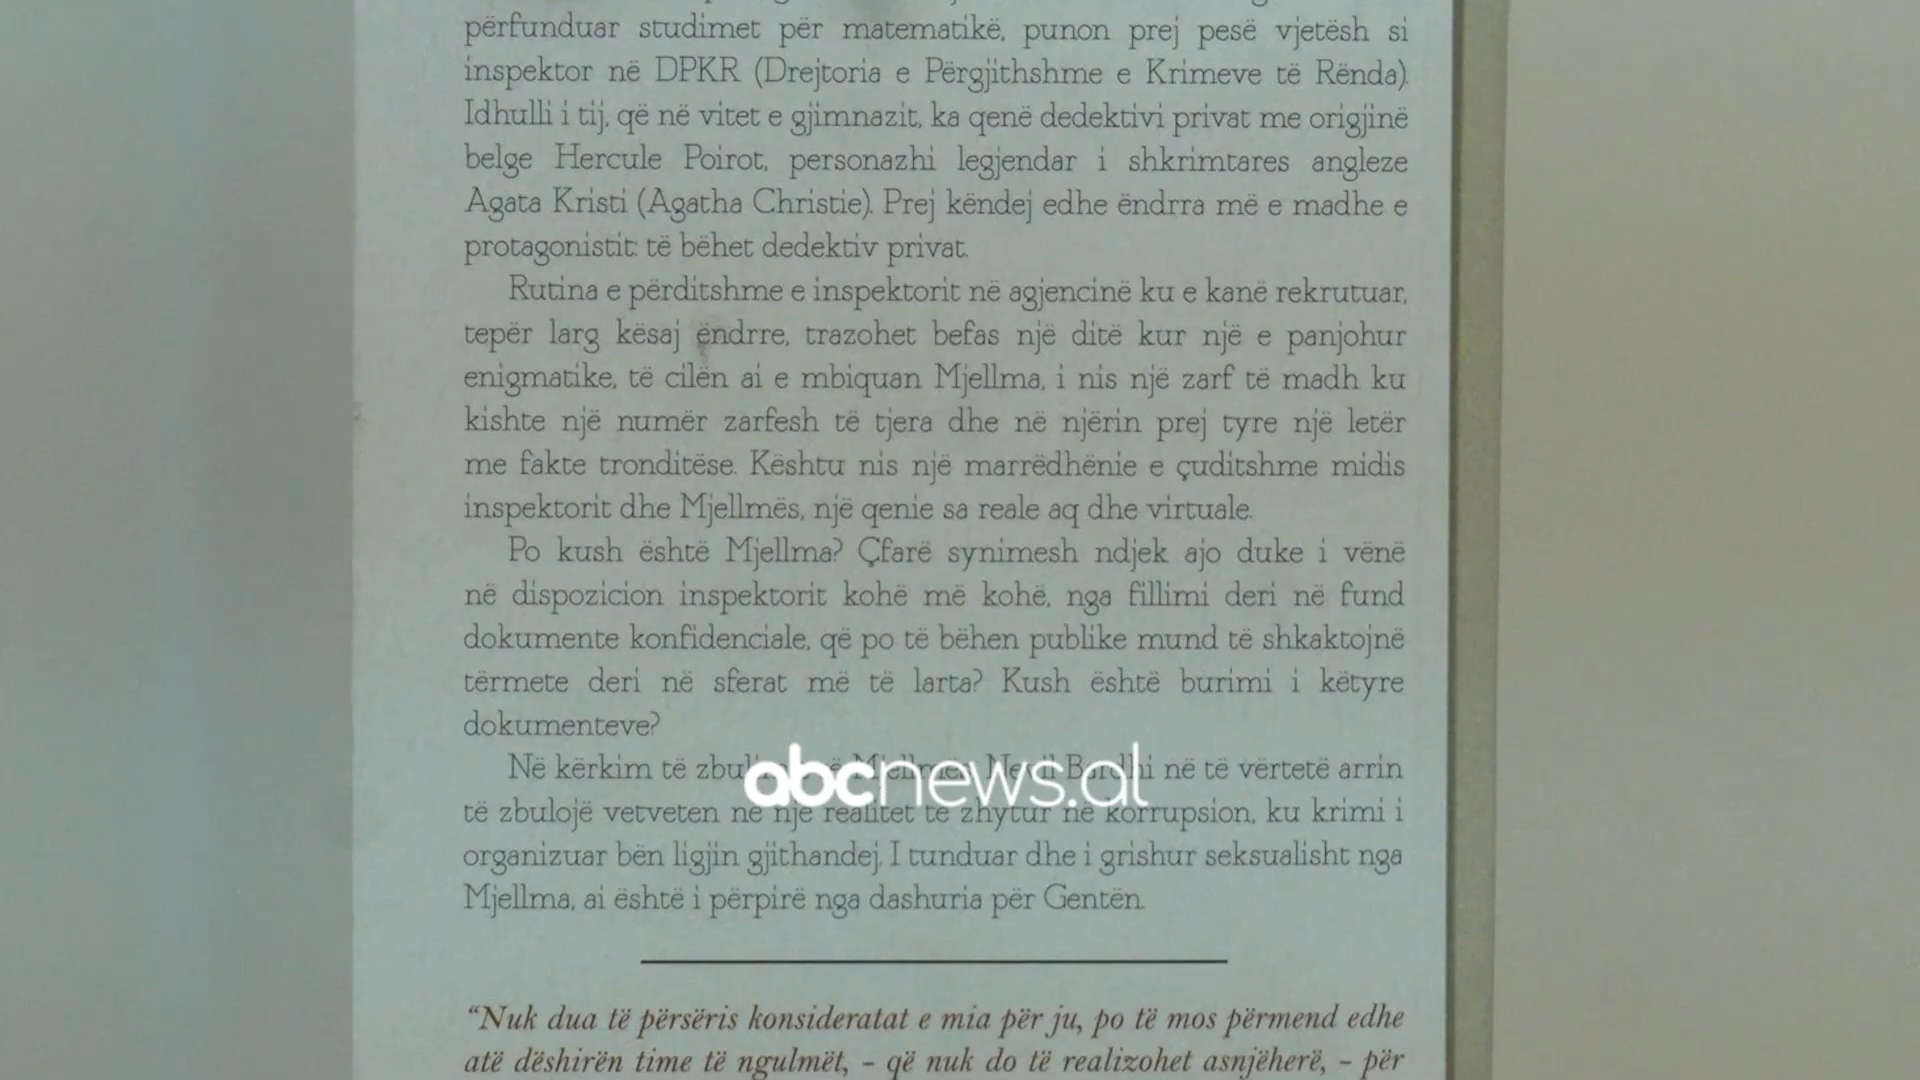 përfunduar studimet për matematikë, punon prej pesë vjetësh si
inspektor në DPKR (Drejtoria e Përgjithshme e Krimeve të Rënda).
Idhulli i tij, që në vitet e gjimnazit, ka qenë dedektivi privat me origjinë
belge Hercule Poirot, personazhi legjendar i shkrimtares angleze
Agata Kristi (Agatha Christie). Prej këndej edhe ëndrra më e madhe e
protagonistit: të bëhet dedektiv privat.
Rutina e përditshme e inspektorit në agjencinë ku e kanë rekrutuar,
tepër larg kësaj ëndrre, trazohet befas një ditë kur një e panjohur
enigmatike, të cilën ai e mbiquan Mjellma, i nis një zarf të madh ku
kishte një numër zarfesh të tjera dhe në njërin prej tyre një letër
me fakte tronditëse. Kështu nis një marrëdhënie e çuditshme midis
inspektorit dhe Mjellmës, një qenie sa reale aq dhe virtuale.
Po kush është Mjellma? Çfarë synimesh ndjek ajo duke i vënë
në dispozicion inspektorit kohë më kohë, nga fillimi deri në fund
dokumente konfidenciale, që po të bëhen publike mund të shkaktojnë
tërmete deri në sferat më të larta? Kush është burimi i këtyre
dokumenteve?
Në kërkim të Bardhi në të vërtetë arrin
abcnews.al
të zbulojë vetveten në një realitet të zhytur në korrupsion, ku krimi i
organizuar bën ligjin gjithandej. I tunduar dhe i grishur seksualisht nga
Mjellma, ai është i përpirë nga dashuria për Gentën.
“Nuk dua të përsëris konsideratat e mia për ju, po të mos përmend edhe
atë dëshirën time të ngulmët, – që nuk do të realizohet asnjëherë, – për